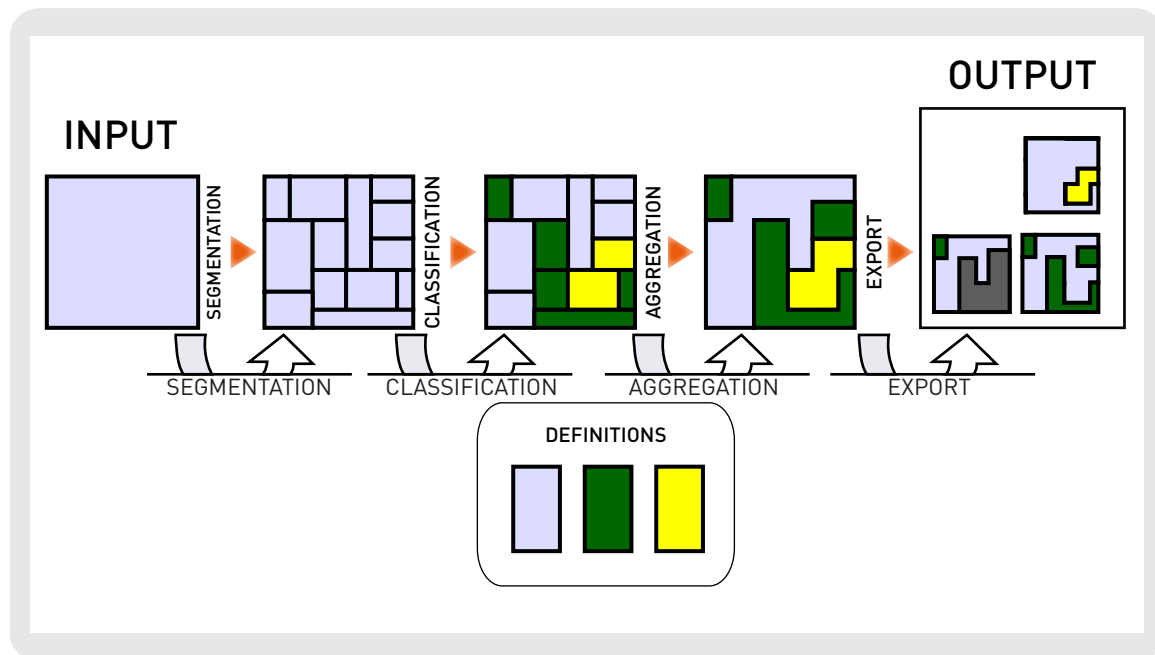 OUTPUT
INPUT
SEGMENTATION
CLASSIFICATION
AGGREGATION
EXPORT
SEGMENTATION
CLASSIFICATION
AGGREGATION
EXPORT
DEFINITIONS